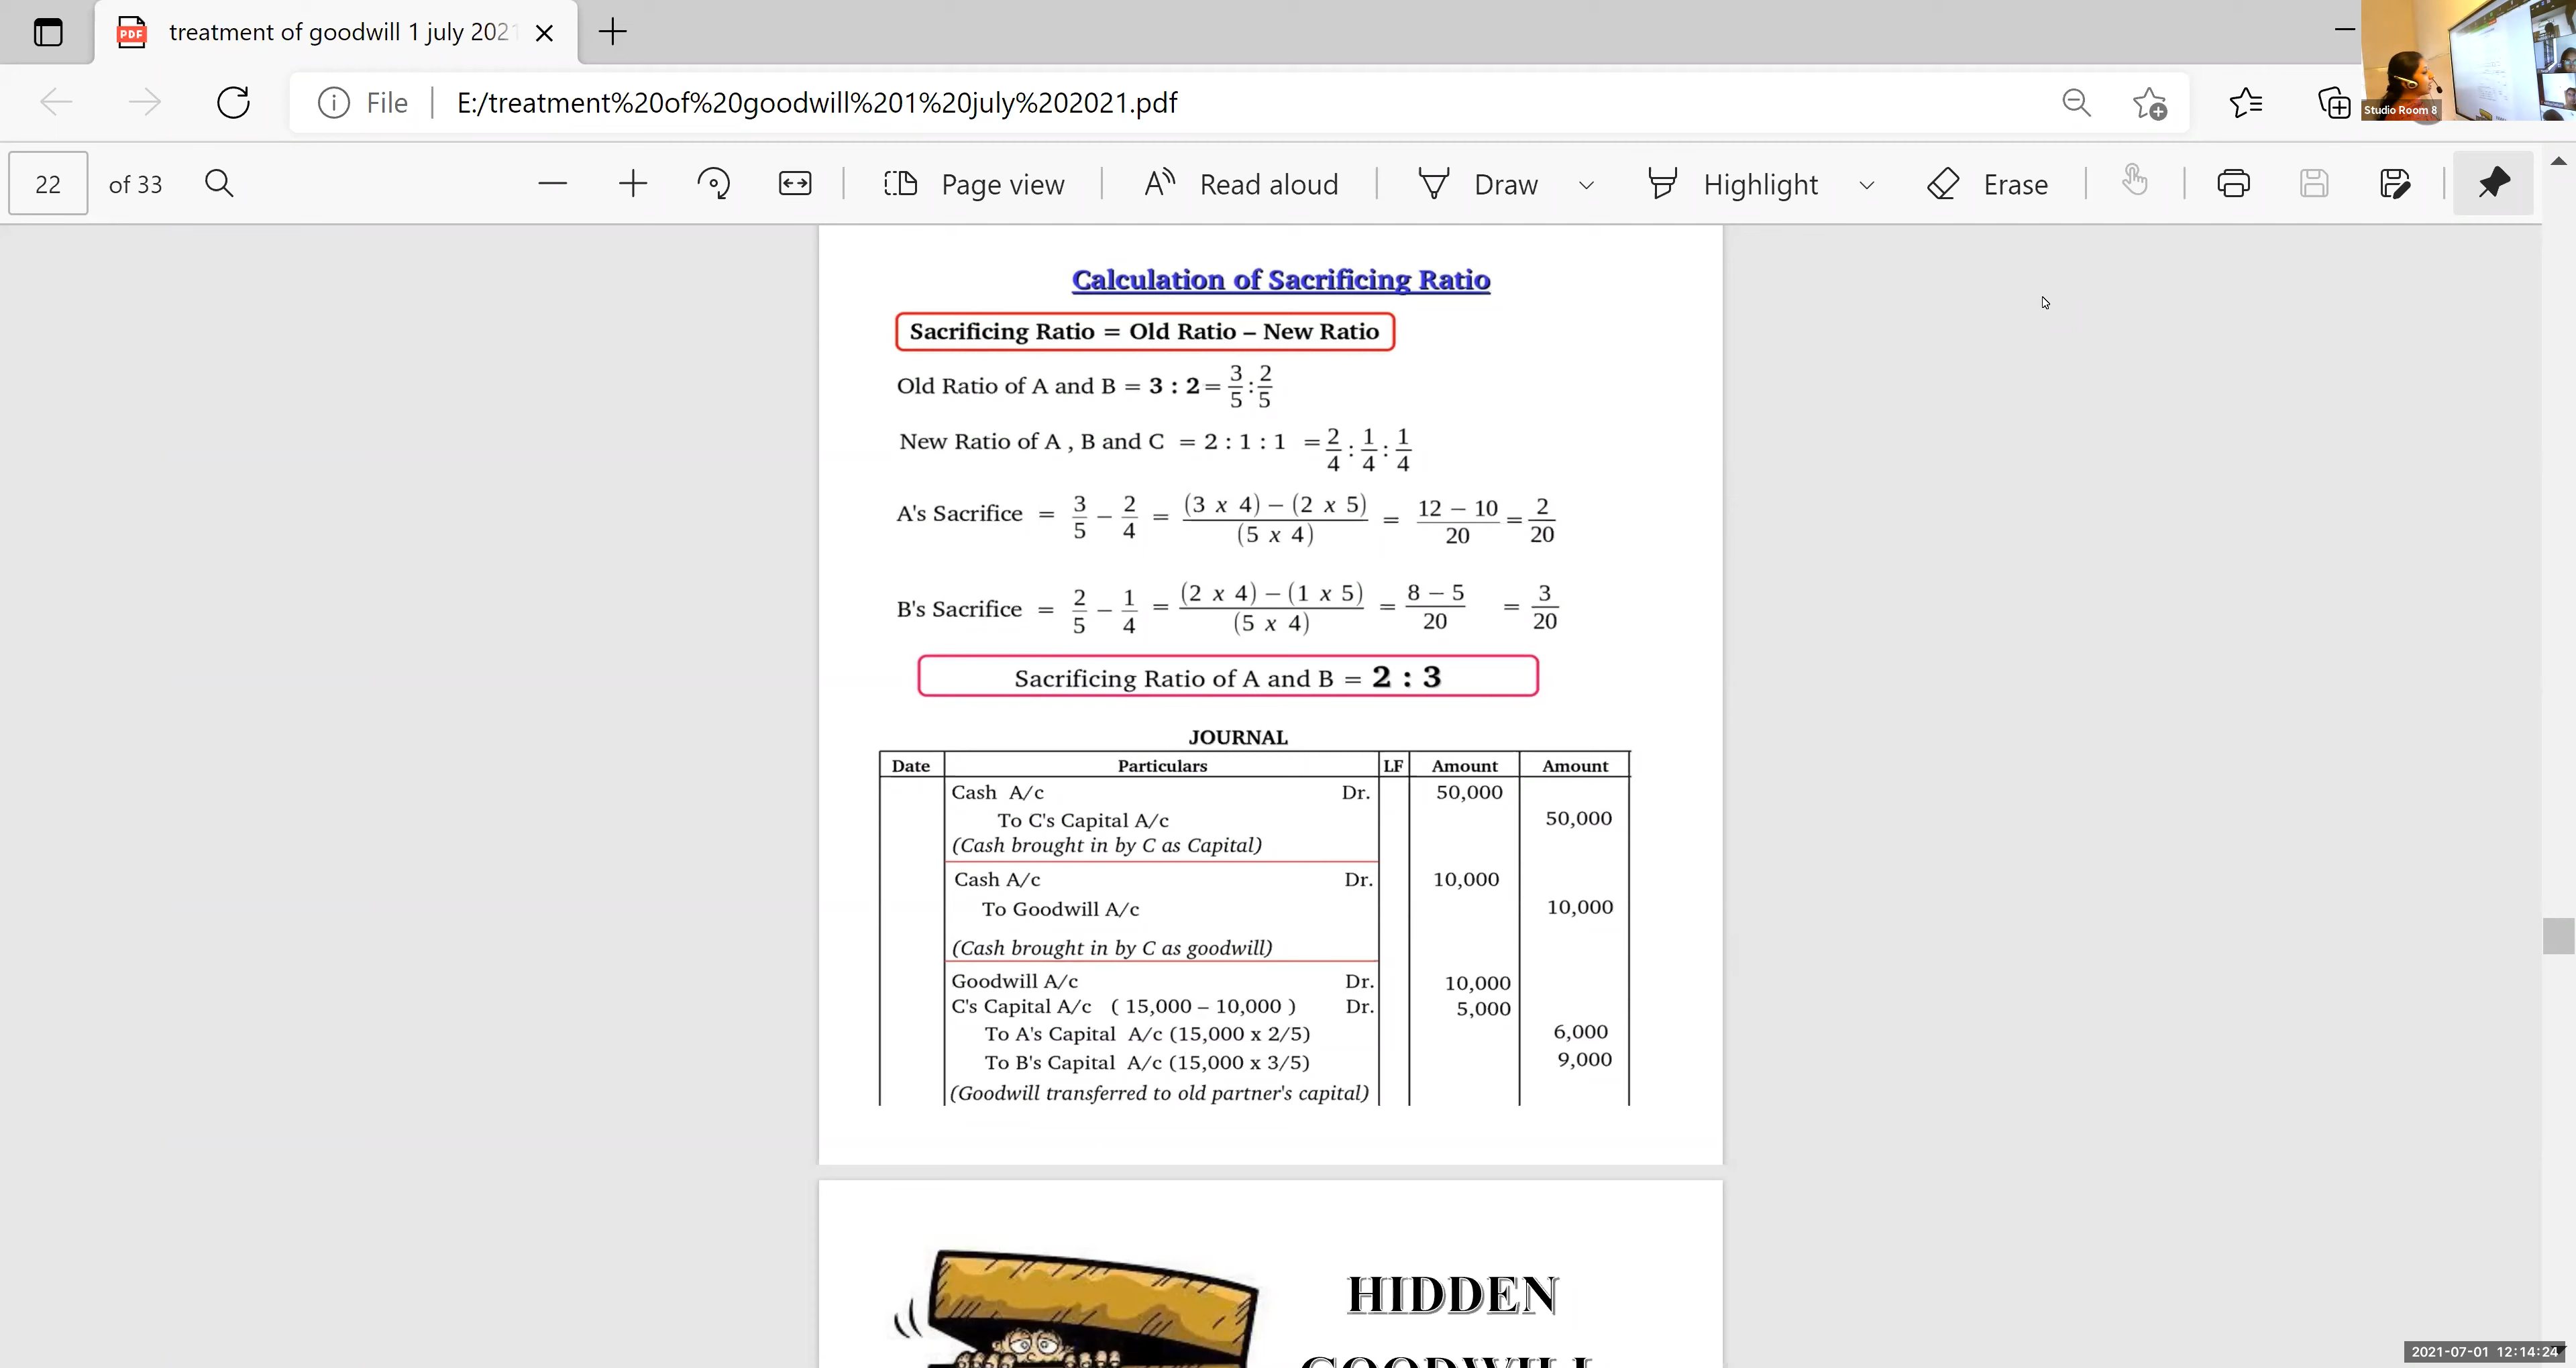 treatment of goodwill 1 july 2021
File E:/treatment%20of%20goodwill%201%20july%202021.pdf
Studio Room 8
22 of 33 Page view Read aloud Draw Highlight Erase
Calculation of Sacrificing Ratio
Sacrificing Ratio = Old Ratio – New Ratio
Old Ratio of A and B = 3 : 2 = 3/5 : 2/5
New Ratio of A , B and C = 2 : 1 : 1 = 2/4 : 1/4 : 1/4
A's Sacrifice = 3/5 – 2/4 = (3 x 4) – (2 x 5) / (5 x 4) = 12 – 10 / 20 = 2/20
B's Sacrifice = 2/5 – 1/4 = (2 x 4) – (1 x 5) / (5 x 4) = 8 – 5 / 20 = 3/20
Sacrificing Ratio of A and B = 2 : 3
JOURNAL
Date Particulars LF Amount Amount
Cash A/c Dr. 50,000
To C's Capital A/c 50,000
(Cash brought in by C as Capital)
Cash A/c Dr. 10,000
To Goodwill A/c 10,000
(Cash brought in by C as goodwill)
Goodwill A/c Dr. 10,000
C's Capital A/c ( 15,000 – 10,000 ) Dr. 5,000
To A's Capital A/c (15,000 x 2/5) 6,000
To B's Capital A/c (15,000 x 3/5) 9,000
(Goodwill transferred to old partner's capital)
HIDDEN
GOODWILL
2021-07-01 12:14:24